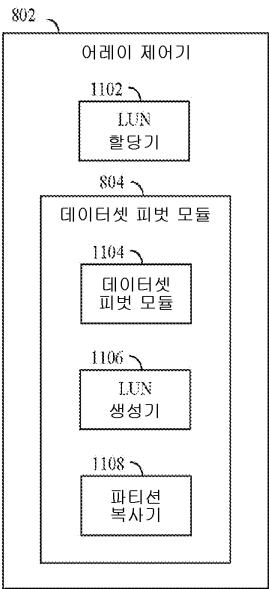 802
어레이 제어기
1102
LUN
할당기
804
데이터셋 피벗 모듈
1104
데이터셋
피벗 모듈
1106
LUN
생성기
1108
파티션
복사기